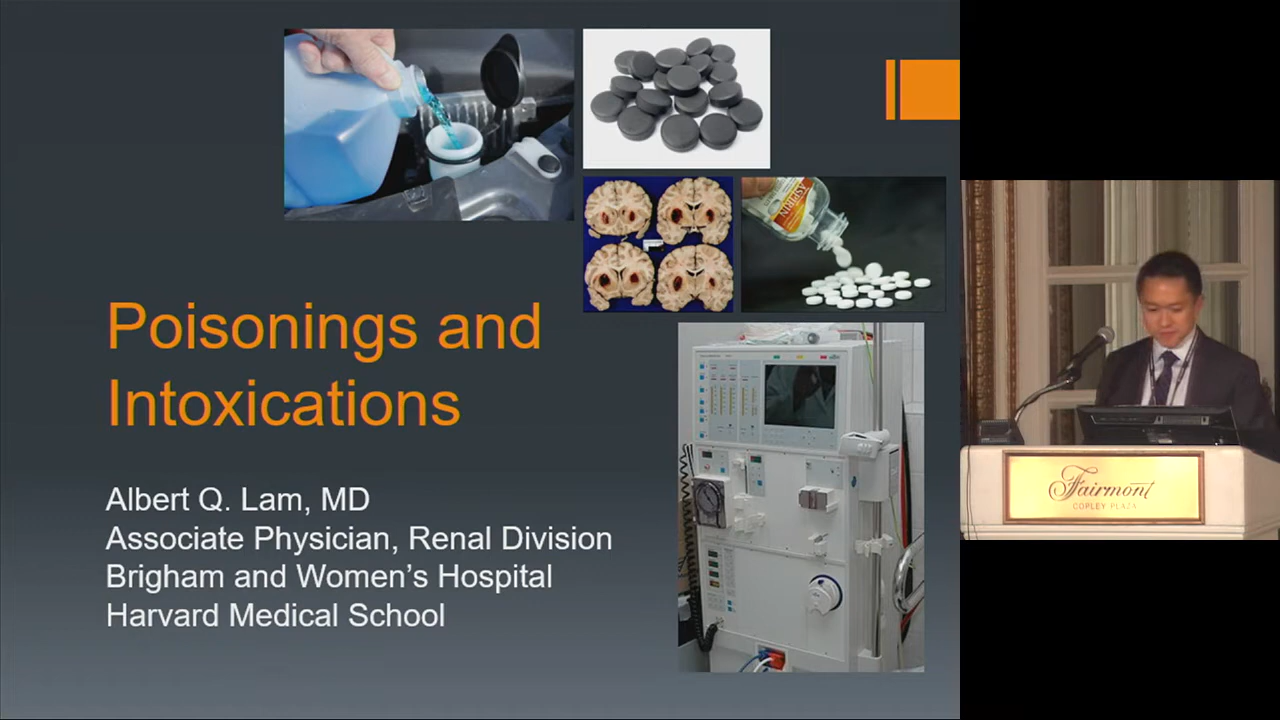 ASPIRIN
Poisonings and
Intoxications
Albert Q. Lam, MD
Associate Physician, Renal Division
Brigham and Women's Hospital
Harvard Medical School
Fairmont
COPLEY PLAZA